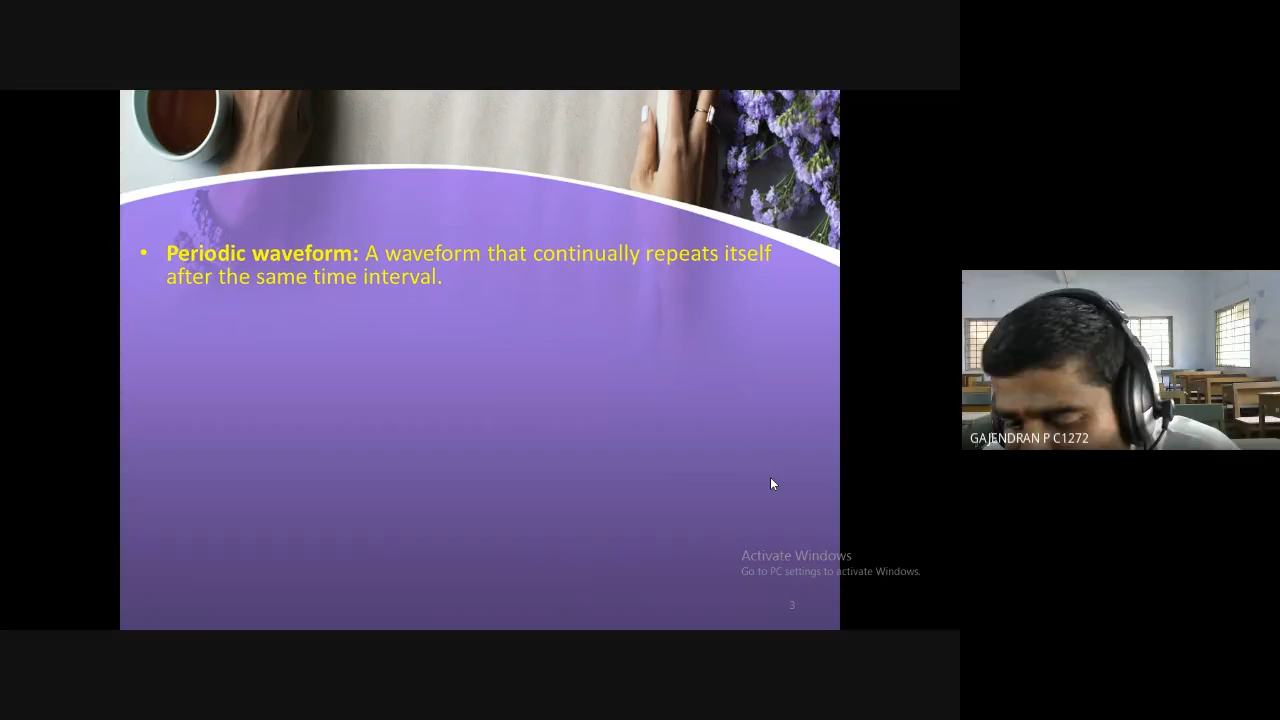 • Periodic waveform: A waveform that continually repeats itself
after the same time interval.
GAJENDRAN P C1272
Activate Windows
Go to PC settings to activate Windows.
3